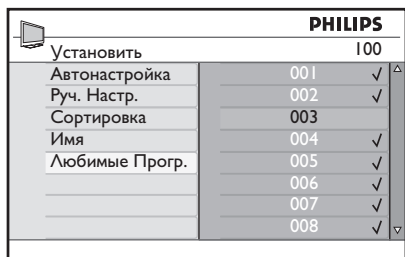 PHILIPS
Установить 100
Автонастройка 001 √
Руч. Настр. 002 √
Сортировка 003
Имя 004 √
Любимые Прогр. 005 √
006 √
007 √
008 √